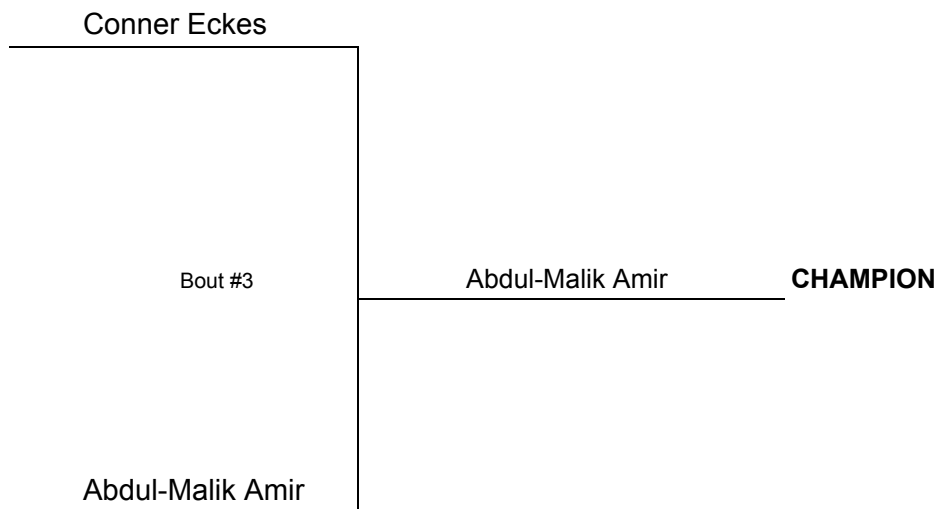 Conner Eckes
Bout #3
Abdul-Malik Amir
CHAMPION
Abdul-Malik Amir